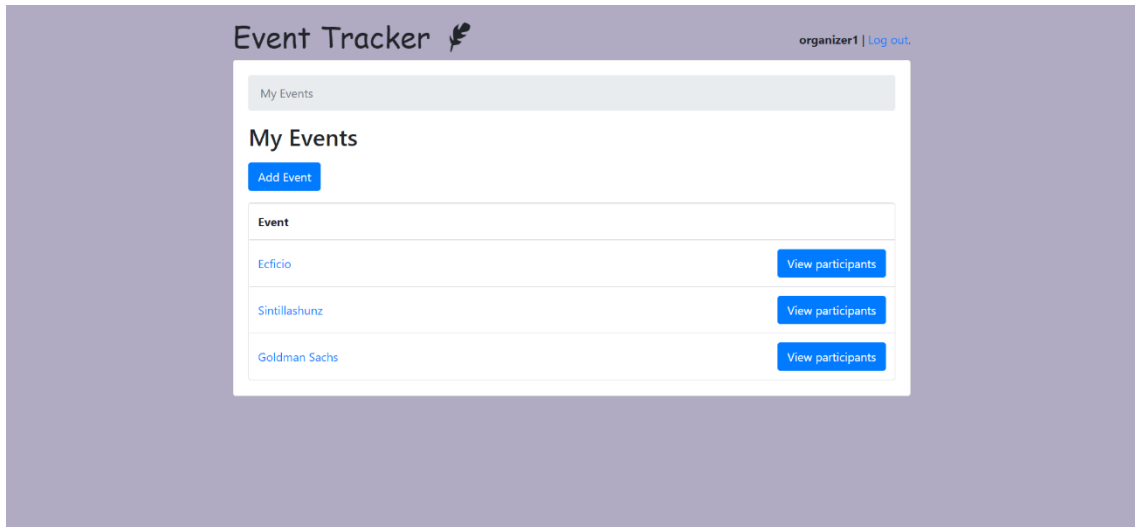 Event Tracker
organizer1 | Log out.
My Events
My Events
Add Event
Event
Ecficio View participants
Sintillashunz View participants
Goldman Sachs View participants